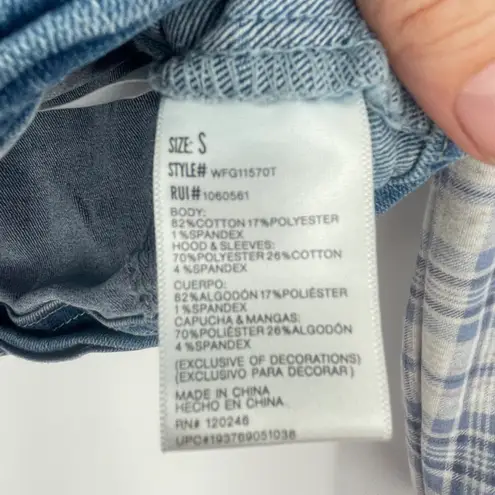 SIZE: S
STYLE# WFG11570T
RUI# 1060561
BODY:
82%COTTON 17%POLYESTER
1%SPANDEX
HOOD & SLEEVES:
70%POLYESTER 26%COTTON
4%SPANDEX
CUERPO:
82%ALGODÓN 17%POLIÉSTER
1%SPANDEX
CAPUCHA & MANGAS:
70%POLIÉSTER 26%ALGODÓN
4%SPANDEX
(EXCLUSIVE OF DECORATIONS)
(EXCLUSIVO PARA DECORAR)
MADE IN CHINA
HECHO EN CHINA
RN# 120246
UPC#193769051038